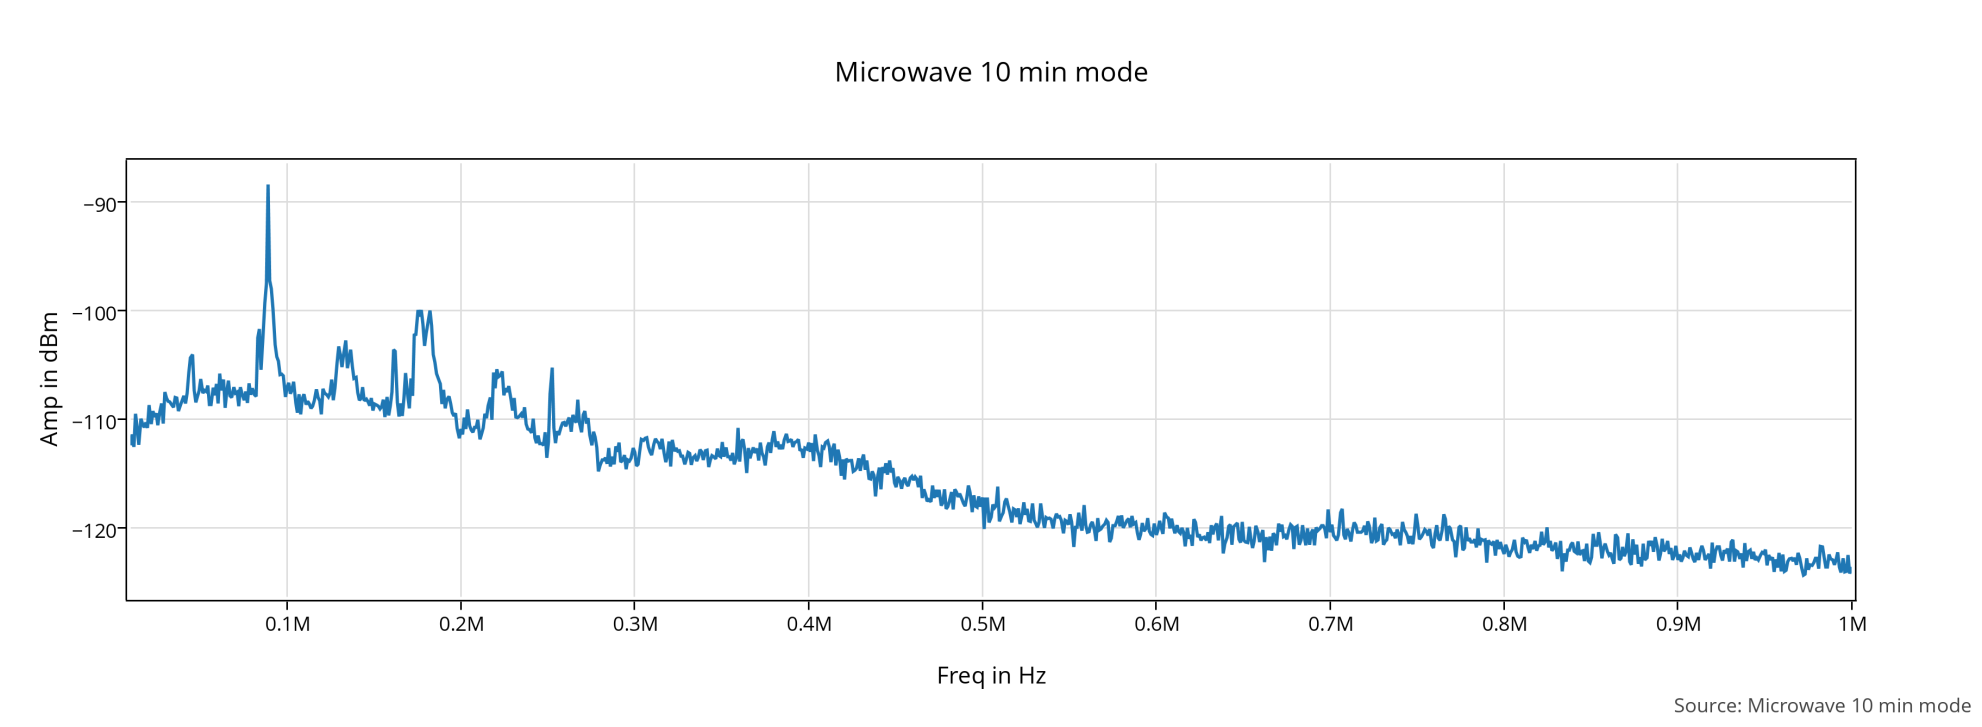 Microwave 10 min mode
−90
−100
−110
−120
Amp in dBm
0.1M 0.2M 0.3M 0.4M 0.5M 0.6M 0.7M 0.8M 0.9M 1M
Freq in Hz
Source: Microwave 10 min mode